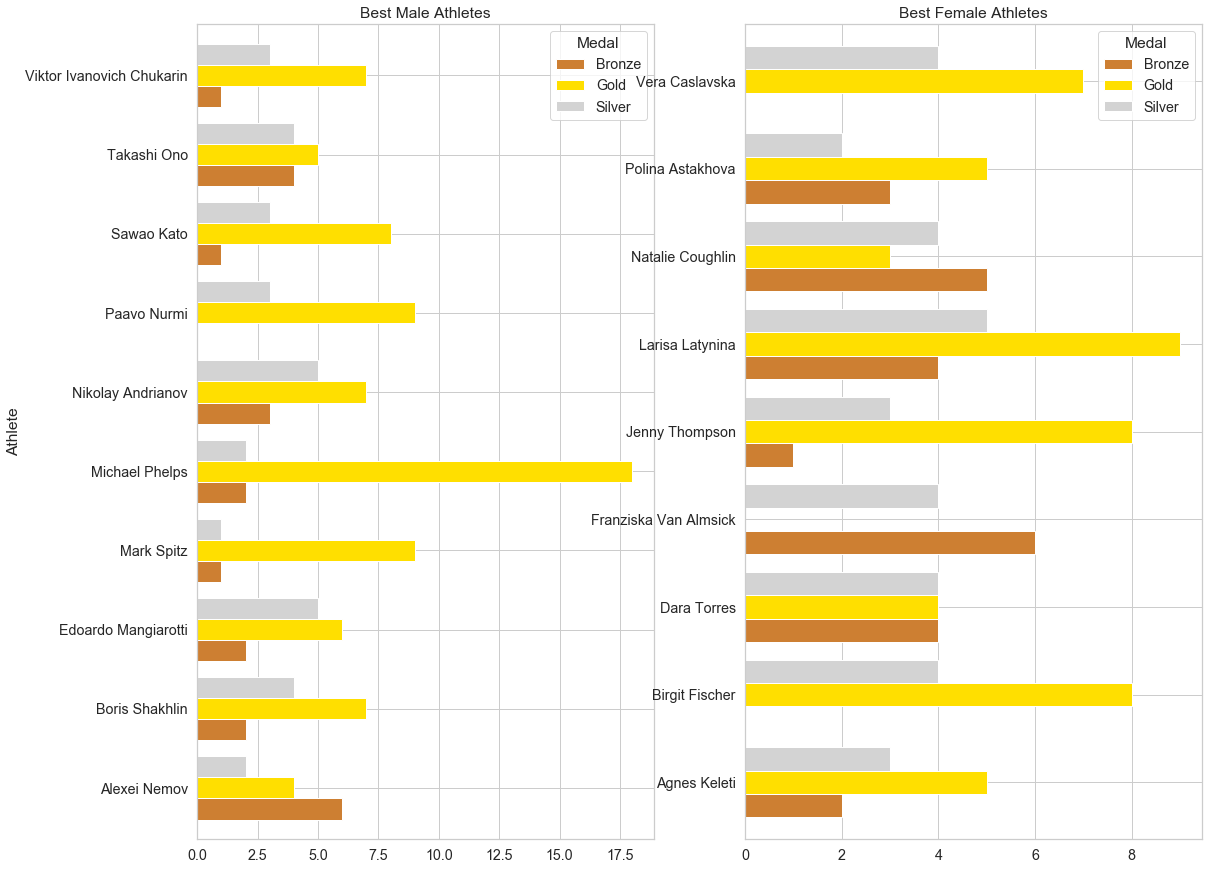 Best Male Athletes
Medal
Bronze
Gold
Silver
Viktor Ivanovich Chukarin
Takashi Ono
Sawao Kato
Paavo Nurmi
Nikolay Andrianov
Michael Phelps
Mark Spitz
Edoardo Mangiarotti
Boris Shakhlin
Alexei Nemov
Athlete
0.0 2.5 5.0 7.5 10.0 12.5 15.0 17.5
Best Female Athletes
Medal
Bronze
Gold
Silver
Vera Caslavska
Polina Astakhova
Natalie Coughlin
Larisa Latynina
Jenny Thompson
Franziska Van Almsick
Dara Torres
Birgit Fischer
Agnes Keleti
0 2 4 6 8